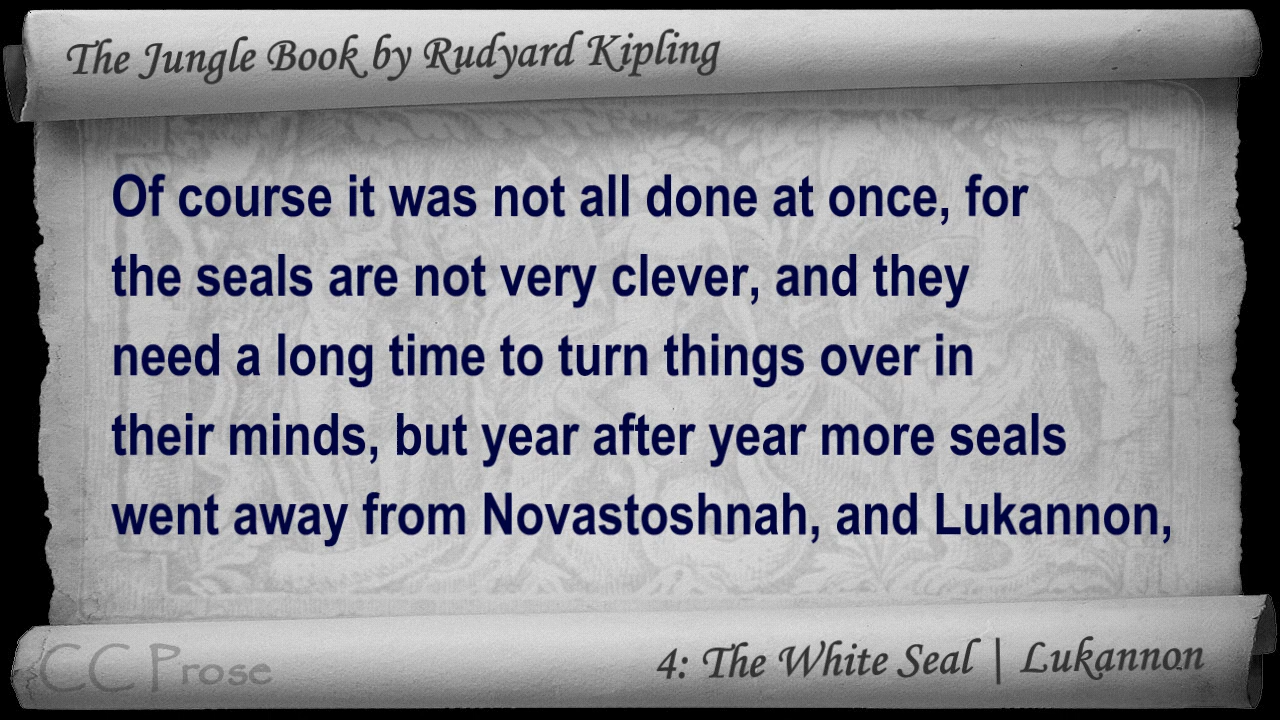 The Jungle Book by Rudyard Kipling
Of course it was not all done at once, for
the seals are not very clever, and they
need a long time to turn things over in
their minds, but year after year more seals
went away from Novastoshnah, and Lukannon,
CC Prose
4: The White Seal | Lukannon